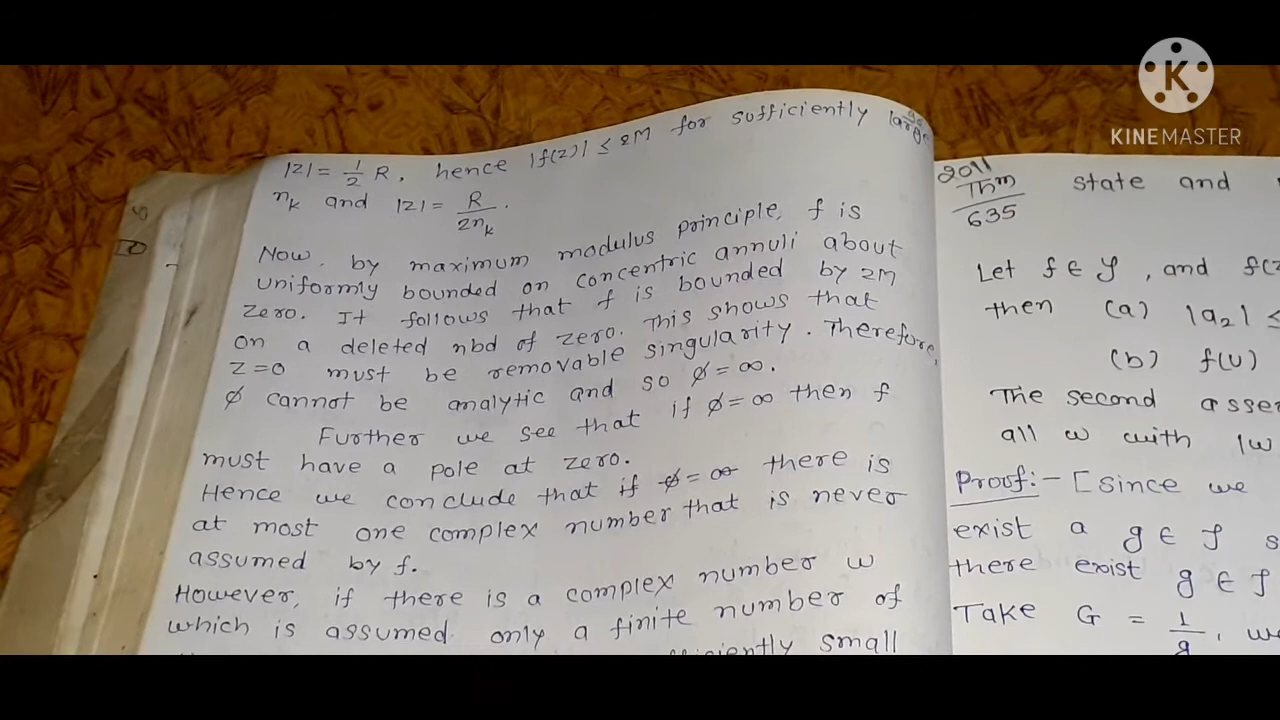 KINEMASTER
|z| = 1/2 R, hence |f(z)| ≤ 2M for sufficiently large
n_k and |z| = R/2n_k.
Now, by maximum modulus principle, f is
uniformly bounded on concentric annuli about
zero. It follows that f is bounded by 2M
on a deleted nbd of zero. This shows that
z=0 must be removable singularity. Therefore,
φ cannot be analytic and so φ = ∞.
Further we see that if φ = ∞ then f
must have a pole at zero.
Hence we conclude that if φ = ∞ there is
at most one complex number that is never
assumed by f.
However, if there is a complex number w
which is assumed only a finite number of
small
2011
Thm state and
635
Let f ∈ 𝒮, and
then (a) |a₂| ≤
(b) f(U)
The second
all w with |w
Proof:- [since we
exist a g ∈ f
there exist g ∈ f
Take G = 1/g,